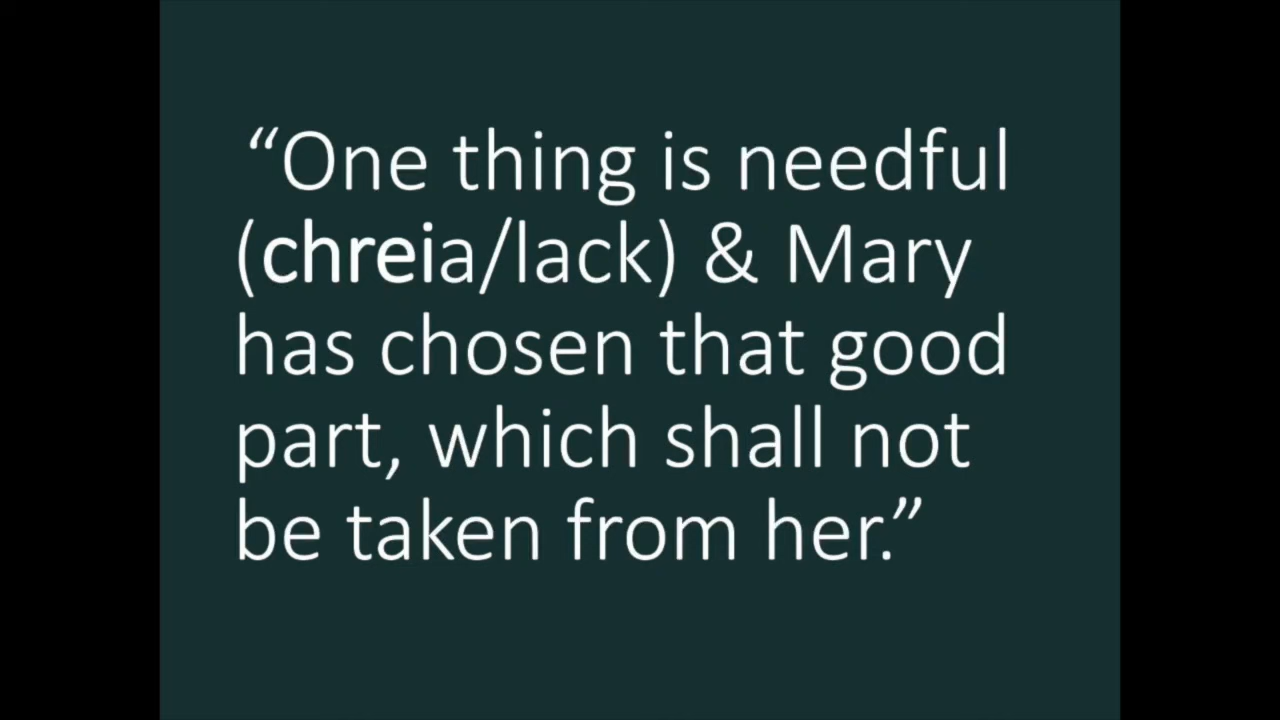 “One thing is needful
(chreia/lack) & Mary
has chosen that good
part, which shall not
be taken from her.”